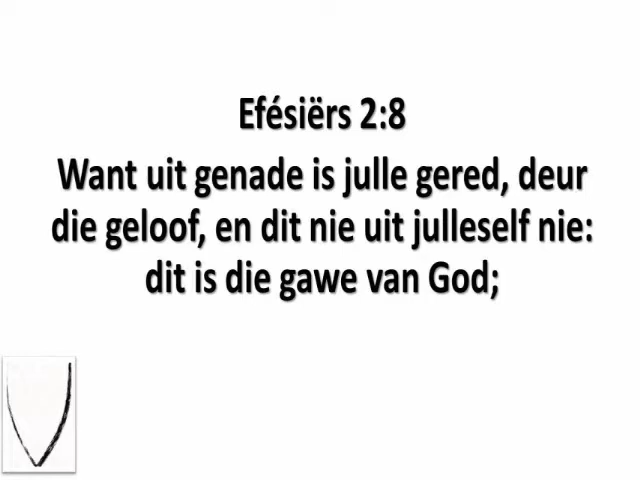 Efésiërs 2:8
Want uit genade is julle gered, deur
die geloof, en dit nie uit julleself nie:
dit is die gawe van God;